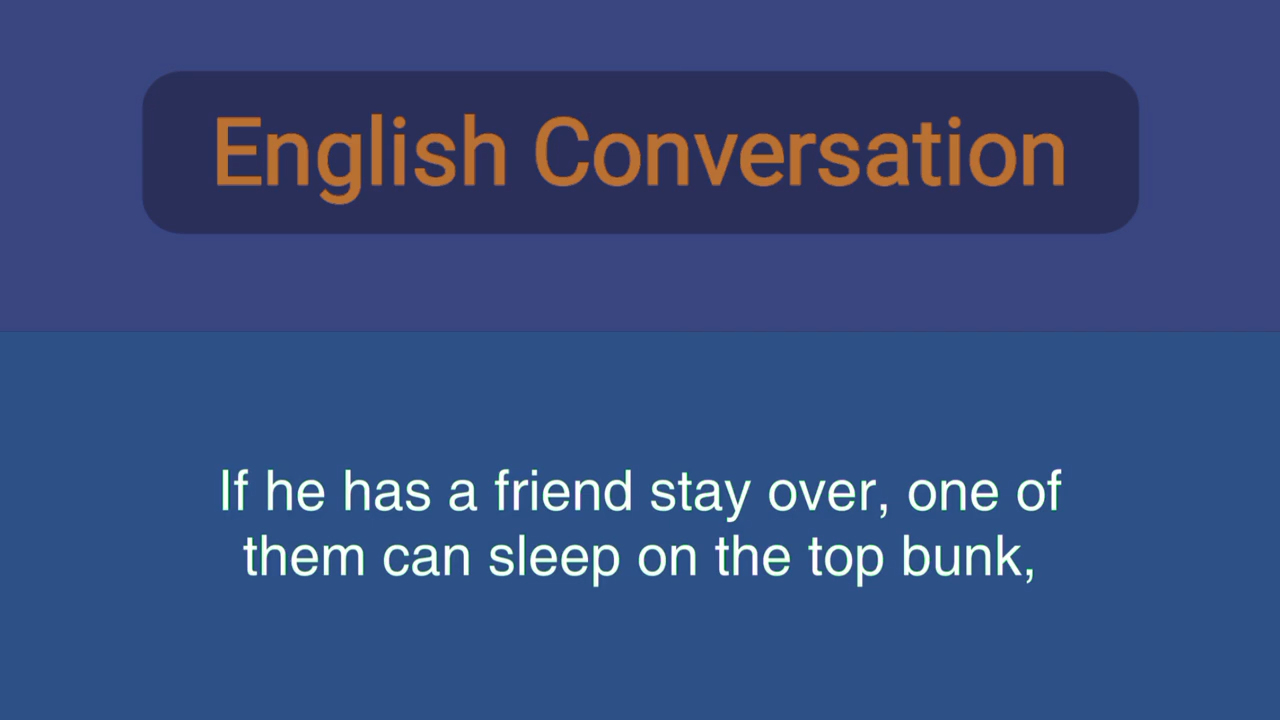 English Conversation
If he has a friend stay over, one of
them can sleep on the top bunk,